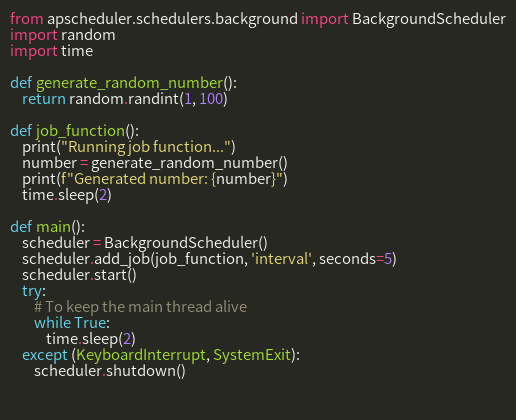 from apscheduler.schedulers.background import BackgroundScheduler
import random
import time

def generate_random_number():
    return random.randint(1, 100)

def job_function():
    print("Running job function...")
    number = generate_random_number()
    print(f"Generated number: {number}")
    time.sleep(2)

def main():
    scheduler = BackgroundScheduler()
    scheduler.add_job(job_function, 'interval', seconds=5)
    scheduler.start()
    try:
        # To keep the main thread alive
        while True:
            time.sleep(2)
    except (KeyboardInterrupt, SystemExit):
        scheduler.shutdown()